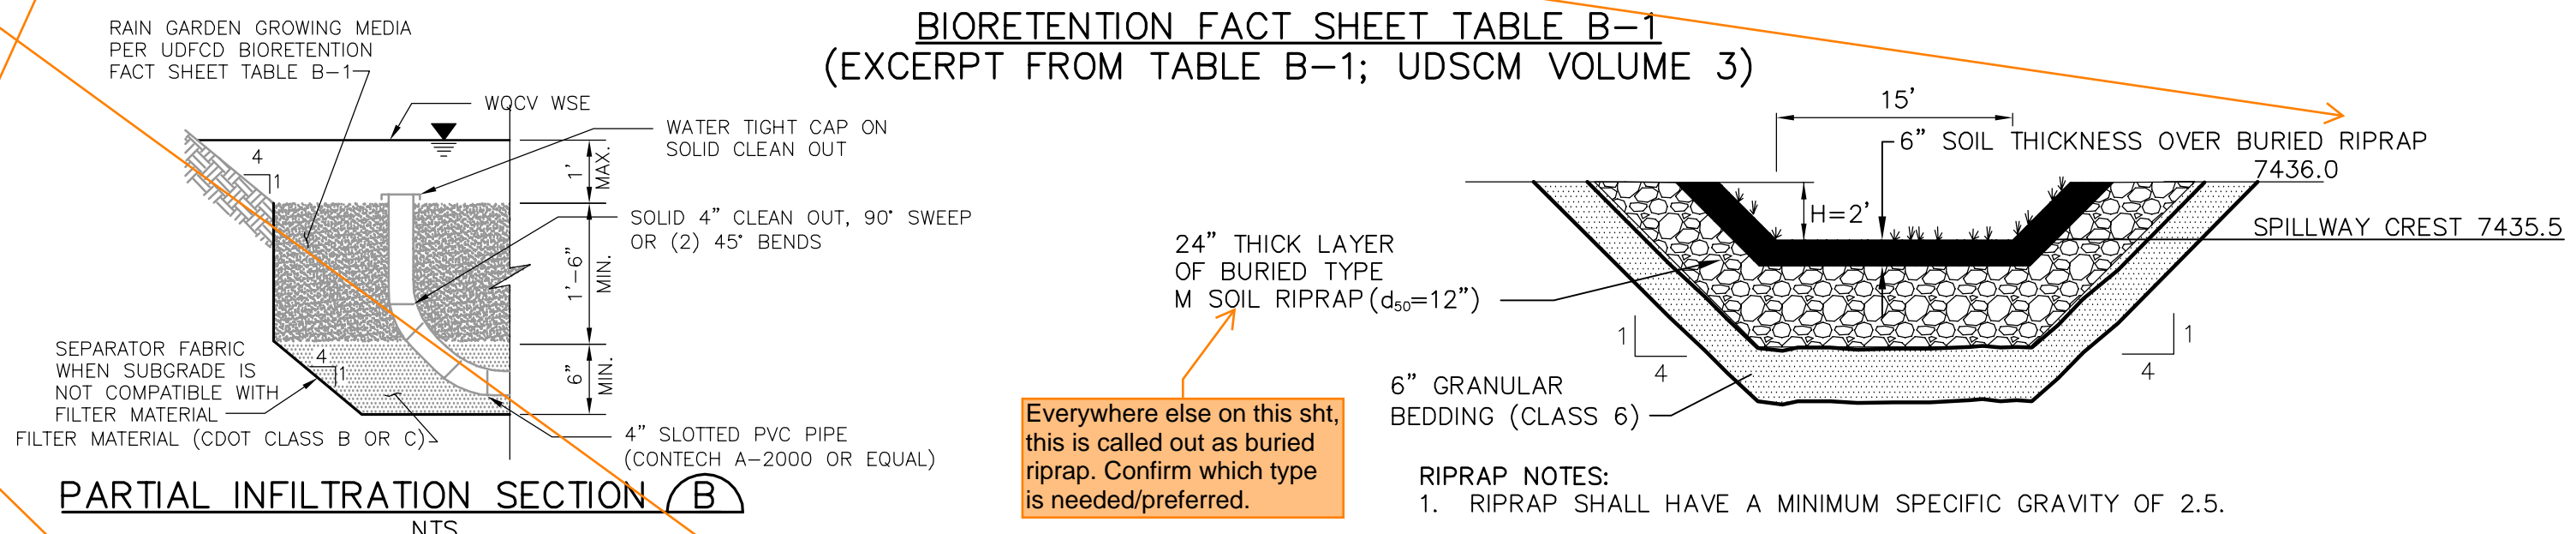 BIORETENTION FACT SHEET TABLE B-1
(EXCERPT FROM TABLE B-1; UDSCM VOLUME 3)
RAIN GARDEN GROWING MEDIA
PER UDFCD BIORETENTION
FACT SHEET TABLE B-1
WQCV WSE
WATER TIGHT CAP ON
SOLID CLEAN OUT
4
1
1'
MAX.
SOLID 4" CLEAN OUT, 90° SWEEP
OR (2) 45° BENDS
1'-6"
MIN.
SEPARATOR FABRIC
WHEN SUBGRADE IS
NOT COMPATIBLE WITH
FILTER MATERIAL
4
1
6"
MIN.
FILTER MATERIAL (CDOT CLASS B OR C)
4" SLOTTED PVC PIPE
(CONTECH A-2000 OR EQUAL)
PARTIAL INFILTRATION SECTION B
NTS
15'
6" SOIL THICKNESS OVER BURIED RIPRAP
7436.0
H=2'
SPILLWAY CREST 7435.5
24" THICK LAYER
OF BURIED TYPE
M SOIL RIPRAP(d₅₀=12")
1
4
1
4
6" GRANULAR
BEDDING (CLASS 6)
Everywhere else on this sht,
this is called out as buried
riprap. Confirm which type
is needed/preferred.
RIPRAP NOTES:
1. RIPRAP SHALL HAVE A MINIMUM SPECIFIC GRAVITY OF 2.5.